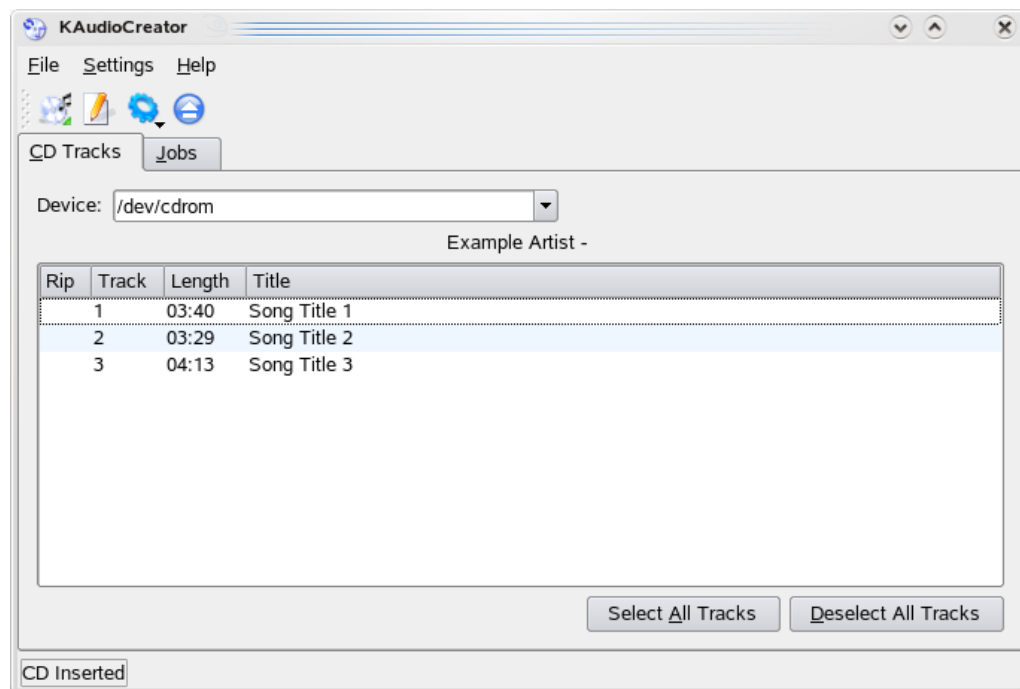 KAudioCreator
File Settings Help
CD Tracks Jobs
Device: /dev/cdrom
Example Artist -
Rip Track Length Title
1 03:40 Song Title 1
2 03:29 Song Title 2
3 04:13 Song Title 3
Select All Tracks Deselect All Tracks
CD Inserted